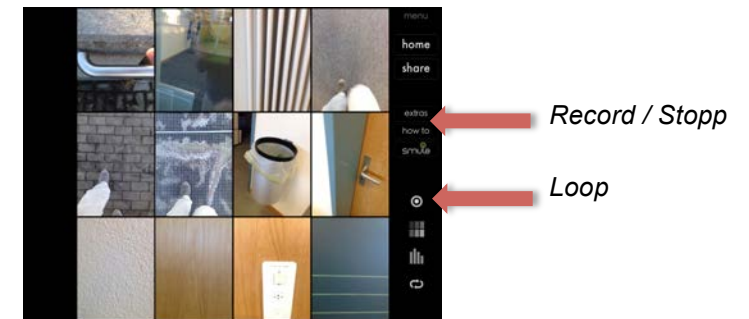 menu
home
share
extras
how to
smule
Record / Stopp
Loop